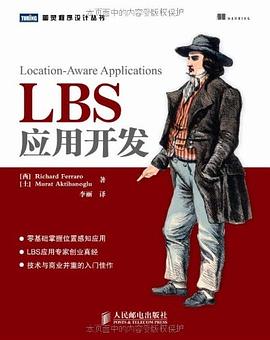 本页面中的内容受版权保护
TURING 图灵程序设计丛书
MANNING
Location-Aware Applications
LBS
应用开发
[西] Richard Ferraro
[土] Murat Aktihanoglu 著
李丽 译
●零基础掌握位置感知应用
●LBS应用专家创业真经
●技术与商业并重的入门佳作
人民邮电出版社
POSTS & TELECOM PRESS
本页面中的内容受版权保护